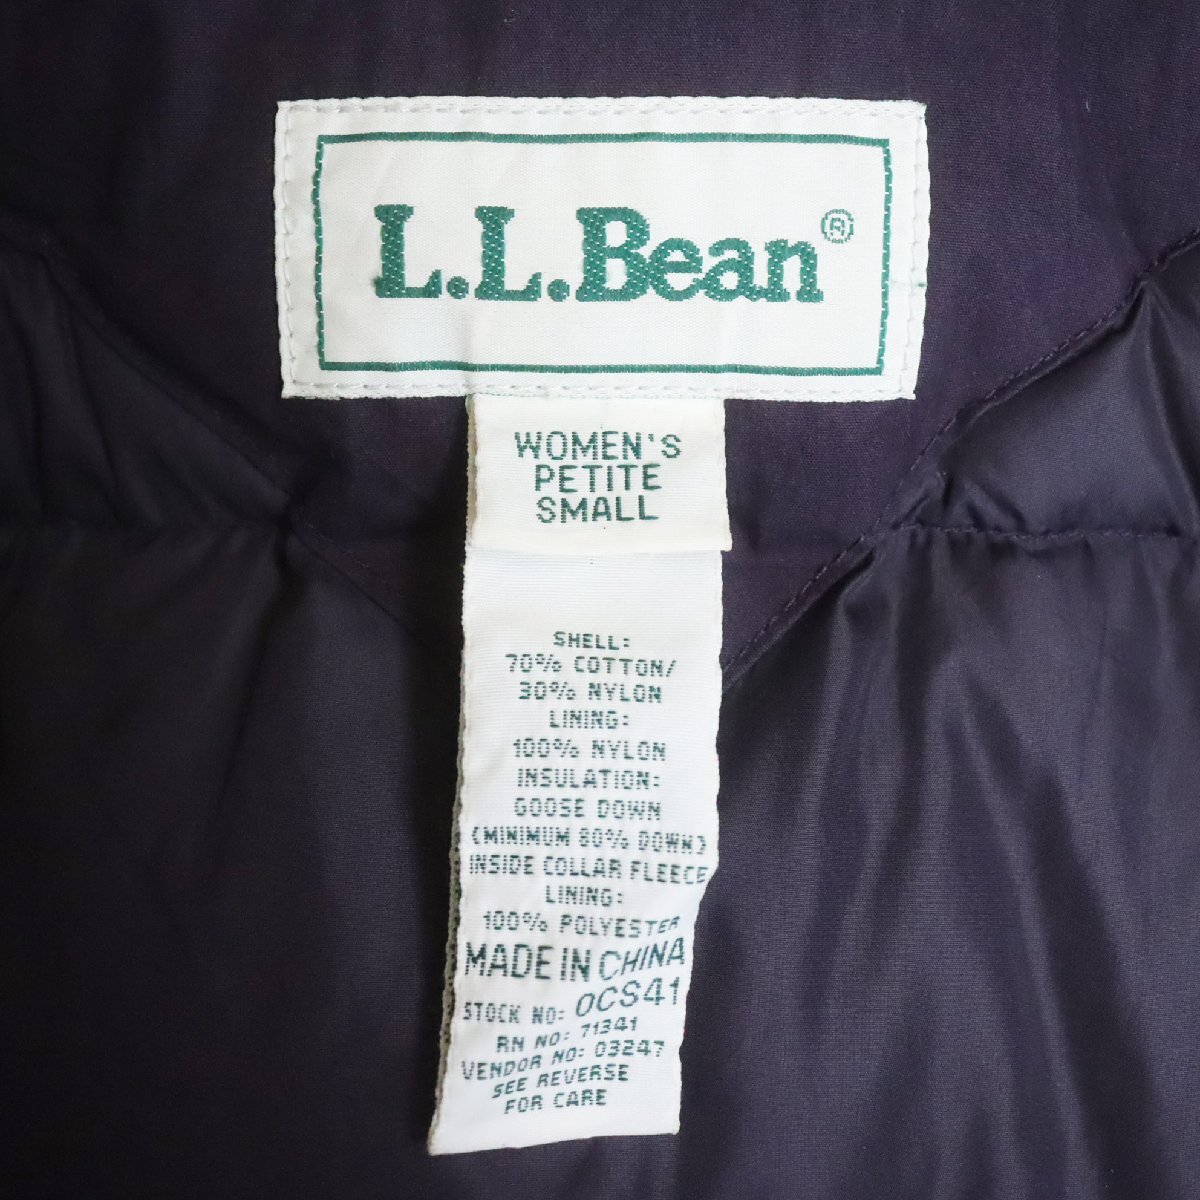 L.L.Bean®
WOMEN'S
PETITE
SMALL
SHELL:
70% COTTON/
30% NYLON
LINING:
100% NYLON
INSULATION:
GOOSE DOWN
(MINIMUM 80% DOWN)
INSIDE COLLAR FLEECE
LINING:
100% POLYESTER
MADE IN CHINA
STOCK NO: 0CS41
RN NO: 71341
VENDOR NO: 03247
SEE REVERSE
FOR CARE